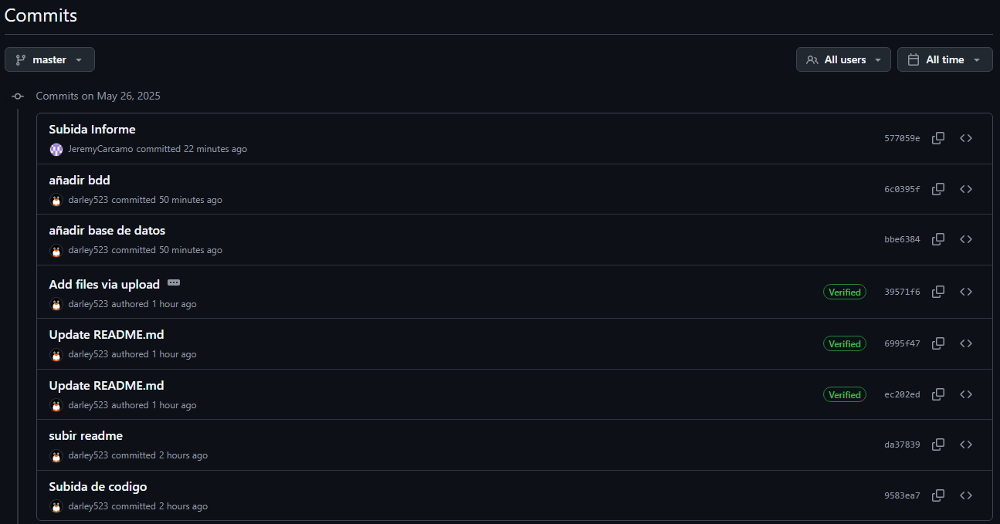 Commits
master
All users
All time
Commits on May 26, 2025
Subida Informe
577059e
JeremyCarcamo committed 22 minutes ago
añadir bdd
6c0395f
darley523 committed 50 minutes ago
añadir base de datos
bbe6384
darley523 committed 50 minutes ago
Add files via upload
Verified
39571f6
darley523 authored 1 hour ago
Update README.md
Verified
6995f47
darley523 authored 1 hour ago
Update README.md
Verified
ec202ed
darley523 authored 1 hour ago
subir readme
da37839
darley523 committed 2 hours ago
Subida de codigo
9583ea7
darley523 committed 2 hours ago